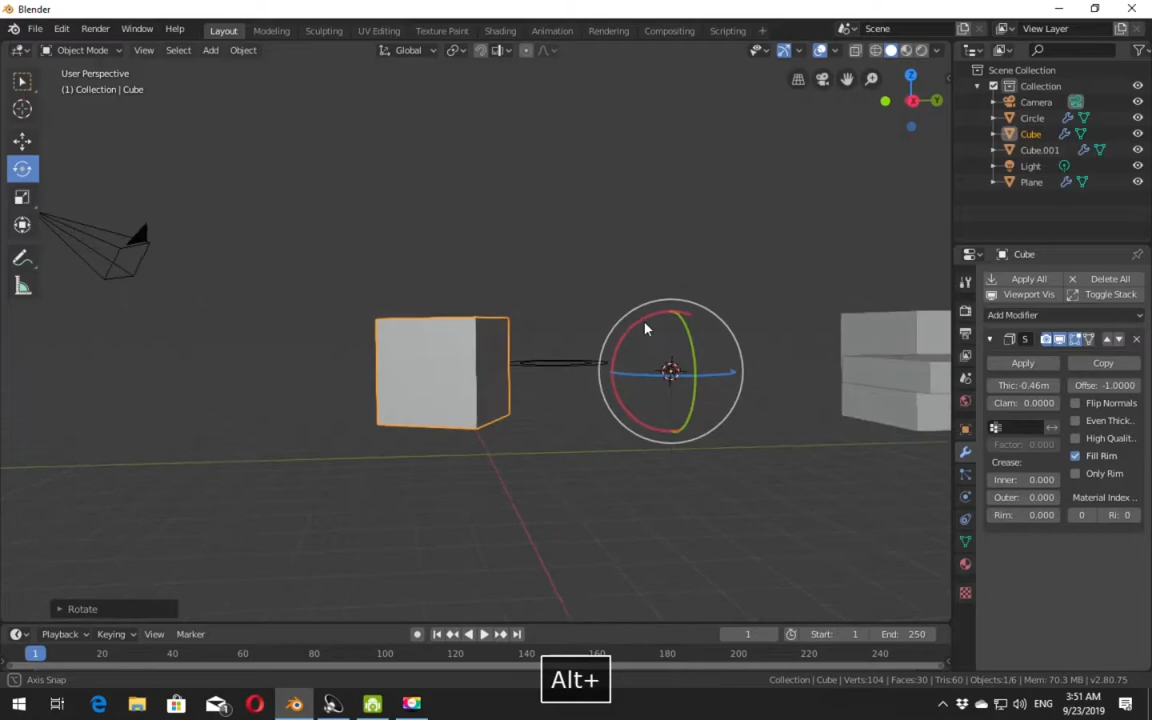 Blender
File Edit Render Window Help
Layout Modeling Sculpting UV Editing Texture Paint Shading Animation Rendering Compositing Scripting +
Scene View Layer
Object Mode View Select Add Object
Global
User Perspective
(1) Collection | Cube
Z
X
Y
Scene Collection
Collection
Camera
Circle
Cube
Cube.001
Light
Plane
Cube
Apply All Delete All
Viewport Vis Toggle Stack
Add Modifier
S
Apply Copy
Thic:-0.46m Offse: -1.0000
Clam: 0.0000 Flip Normals
Even Thick..
Factor: 0.000 High Qualit..
Crease: Fill Rim
Inner: 0.000 Only Rim
Outer: 0.000 Material Index ..
Rim: 0.000 0 Ri: 0
Rotate
Playback Keying View Marker
1 Start: 1 End: 250
1 20 40 60 80 100 120 140 160 180 200 220 240
Alt+
Axis Snap
Collection | Cube | Verts:104 | Faces:30 | Tris:60 | Objects:1/6 | Mem: 70.3 MB | v2.80.75
ENG
3:51 AM
9/23/2019